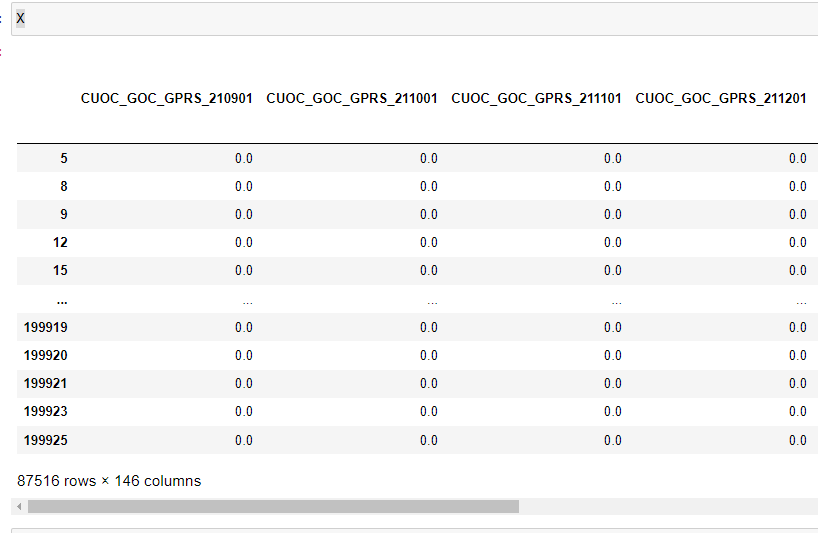 X
CUOC_GOC_GPRS_210901 CUOC_GOC_GPRS_211001 CUOC_GOC_GPRS_211101 CUOC_GOC_GPRS_211201
5 0.0 0.0 0.0 0.0
8 0.0 0.0 0.0 0.0
9 0.0 0.0 0.0 0.0
12 0.0 0.0 0.0 0.0
15 0.0 0.0 0.0 0.0
... ... ... ... ...
199919 0.0 0.0 0.0 0.0
199920 0.0 0.0 0.0 0.0
199921 0.0 0.0 0.0 0.0
199923 0.0 0.0 0.0 0.0
199925 0.0 0.0 0.0 0.0
87516 rows × 146 columns